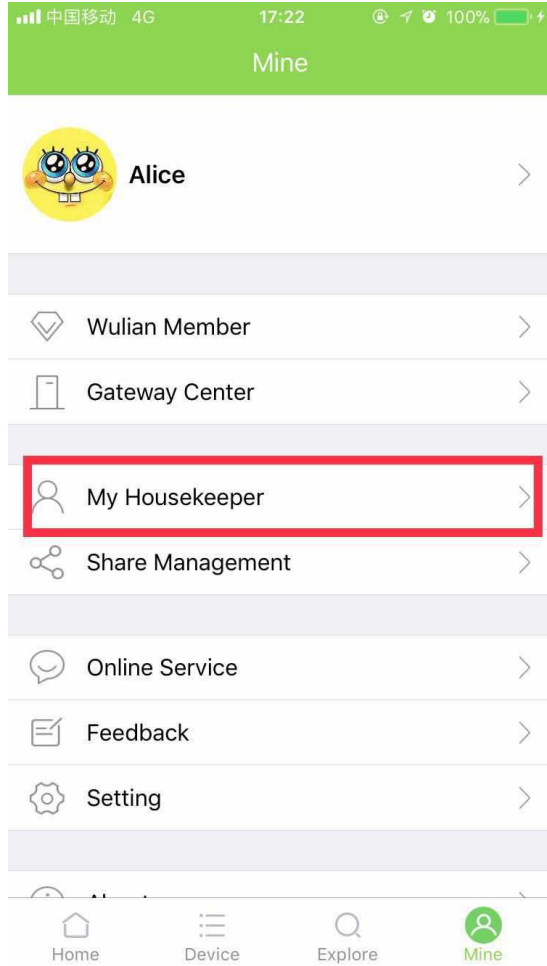 中国移动 4G 17:22 100%
Mine
Alice
Wulian Member
Gateway Center
My Housekeeper
Share Management
Online Service
Feedback
Setting
Home Device Explore Mine